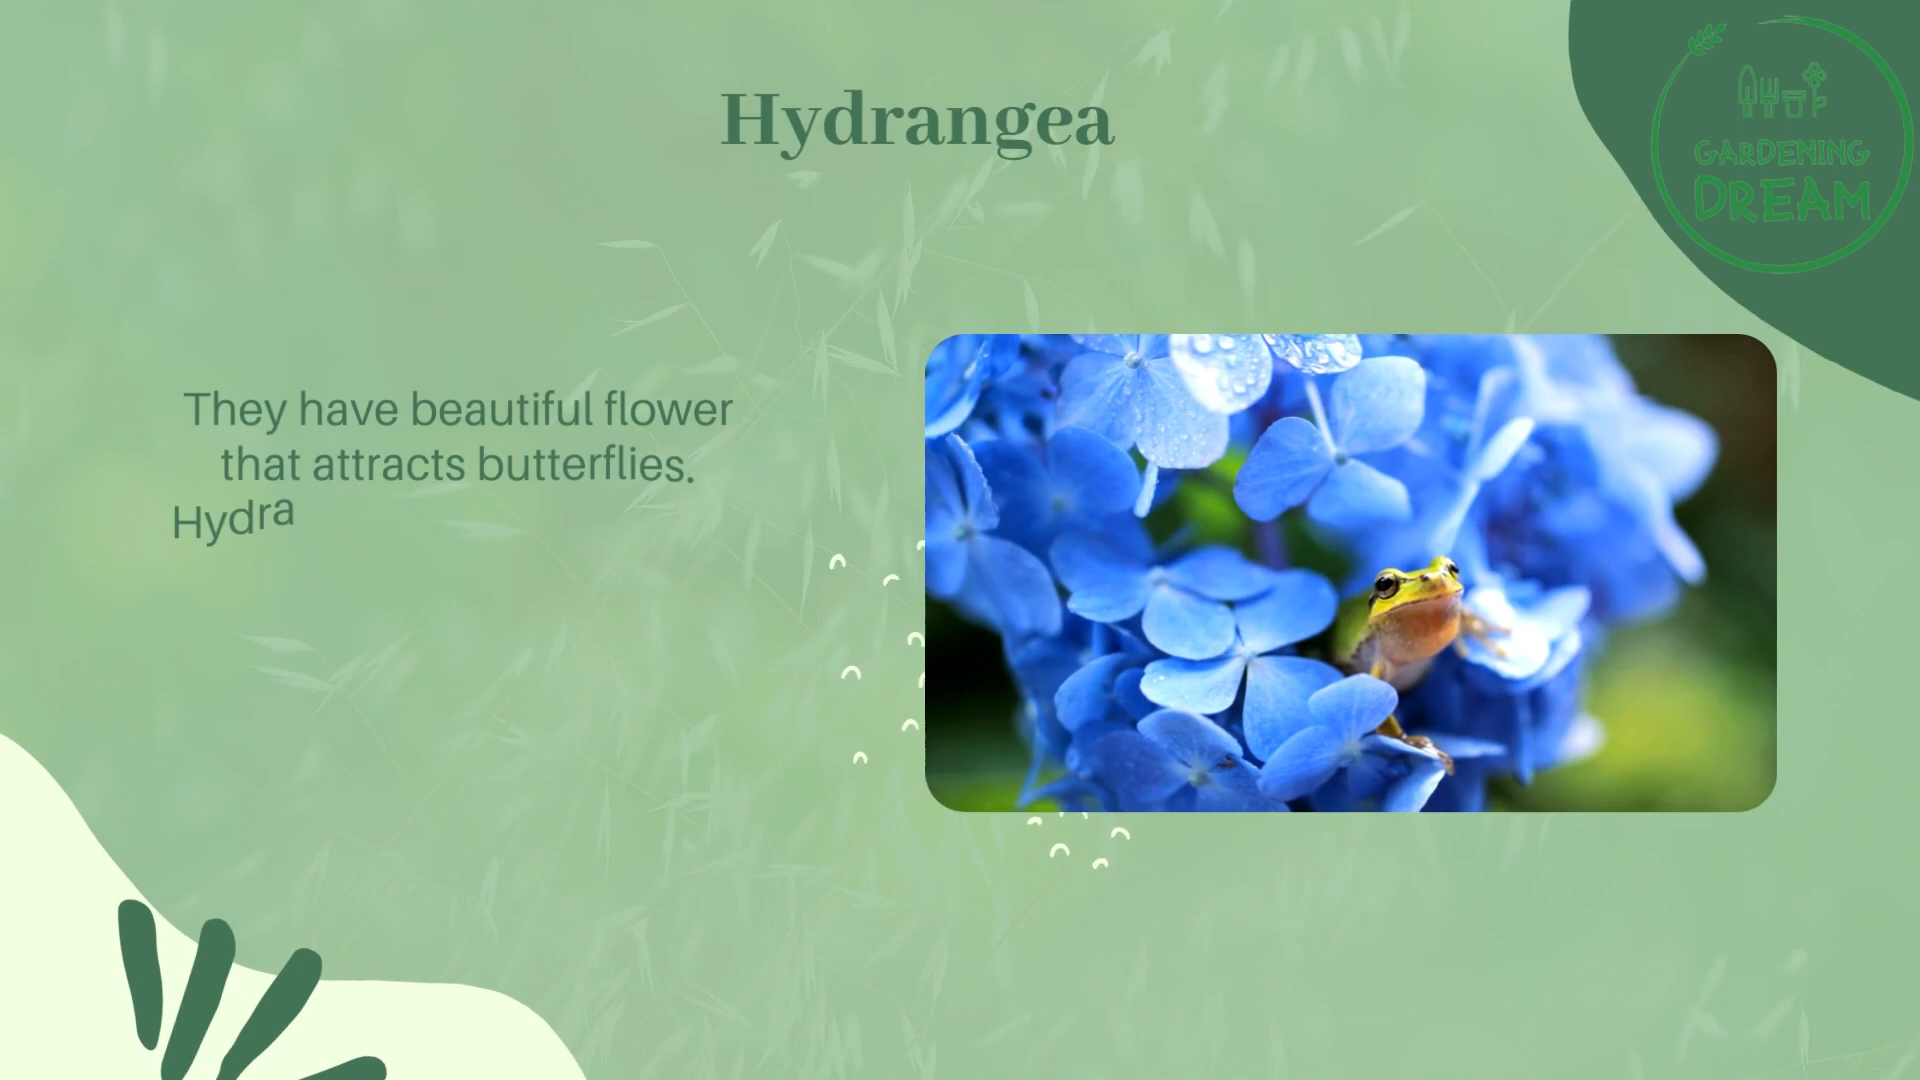 Hydrangea
GARDENING
DREAM
They have beautiful flower
that attracts butterflies.
Hydra